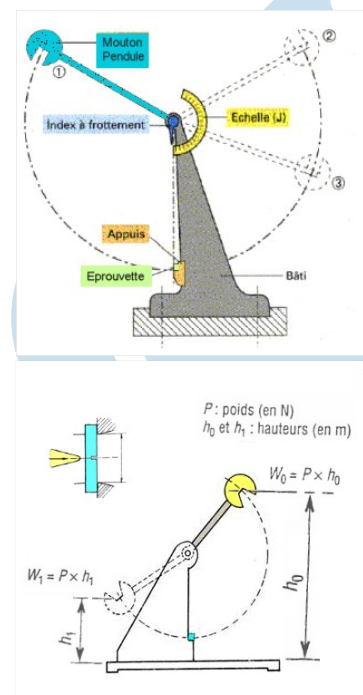 Mouton
Pendule
①
②
Index à frottement
Echelle (J)
③
Appuis
Eprouvette
Bâti
P : poids (en N)
h0 et h1 : hauteurs (en m)
W0 = P × h0
W1 = P × h1
h0
h1